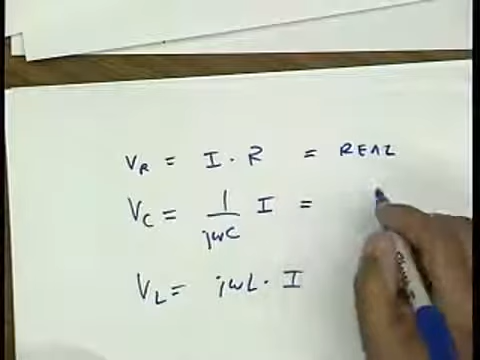 V_R = I · R = REAL
V_C = 1/jωC I =
V_L = jωL · I